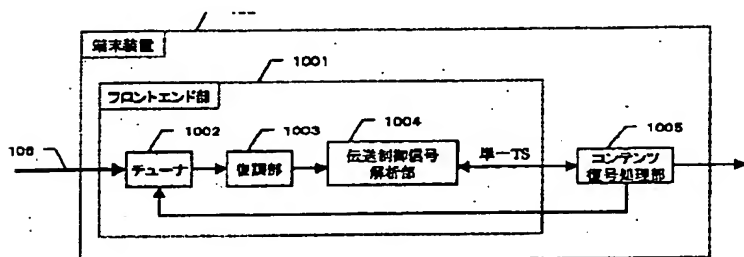 端末装置
1001
フロントエンド部
1002
1003
1004
1005
106
チューナ
復調部
伝送制御信号
解析部
単一TS
コンテンツ
復号処理部